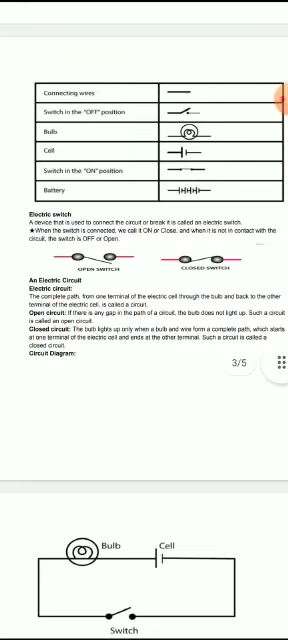 Connecting wires
Switch in the "OFF" position
Bulb
Cell
Switch in the "ON" position
Battery
Electric switch
A device that is used to connect the circuit or break it is called an electric switch.
★When the switch is connected, we call it ON or Close, and when it is not in contact with the
circuit, the switch is OFF or Open.
OPEN SWITCH
CLOSED SWITCH
An Electric Circuit
Electric circuit:
The complete path, from one terminal of the electric cell through the bulb and back to the other
terminal of the electric cell, is called a circuit.
Open circuit: If there is any gap in the path of a circuit, the bulb does not light up. Such a circuit
is called an open circuit.
Closed circuit: The bulb lights up only when a bulb and wire form a complete path, which starts
at one terminal of the electric cell and ends at the other terminal. Such a circuit is called a
closed circuit.
Circuit Diagram:
3/5
Bulb
Cell
Switch